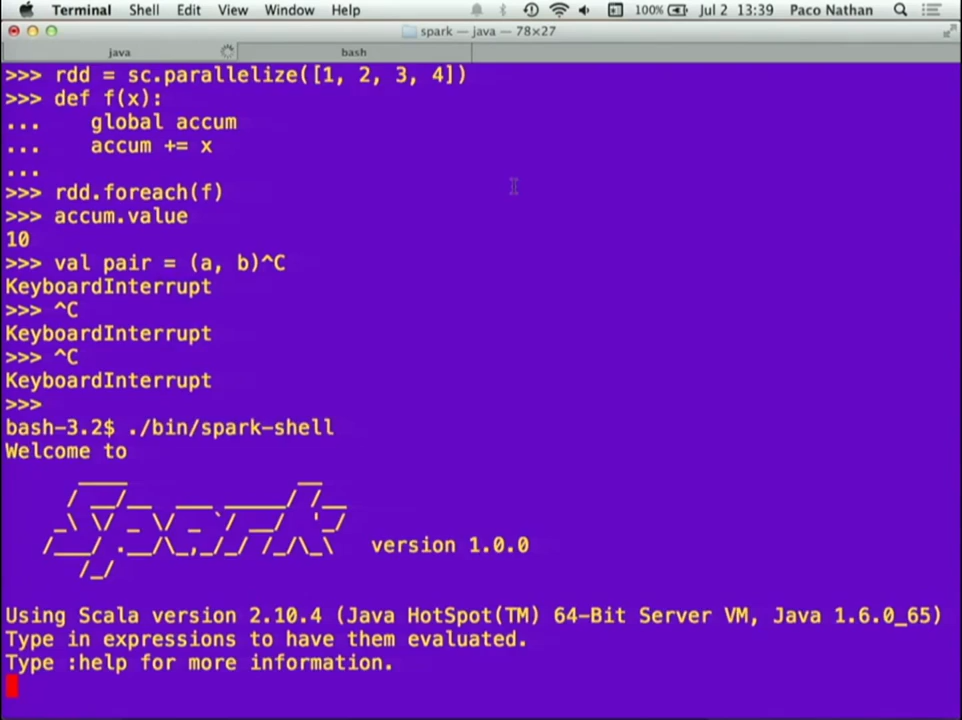 Terminal Shell Edit View Window Help 100% Jul 2 13:39 Paco Nathan
spark — java — 78×27
java bash
>>> rdd = sc.parallelize([1, 2, 3, 4])
>>> def f(x):
...    global accum
...    accum += x
...
>>> rdd.foreach(f)
>>> accum.value
10
>>> val pair = (a, b)^C
KeyboardInterrupt
>>> ^C
KeyboardInterrupt
>>> ^C
KeyboardInterrupt
>>>
bash-3.2$ ./bin/spark-shell
Welcome to
Spark version 1.0.0
Using Scala version 2.10.4 (Java HotSpot(TM) 64-Bit Server VM, Java 1.6.0_65)
Type in expressions to have them evaluated.
Type :help for more information.